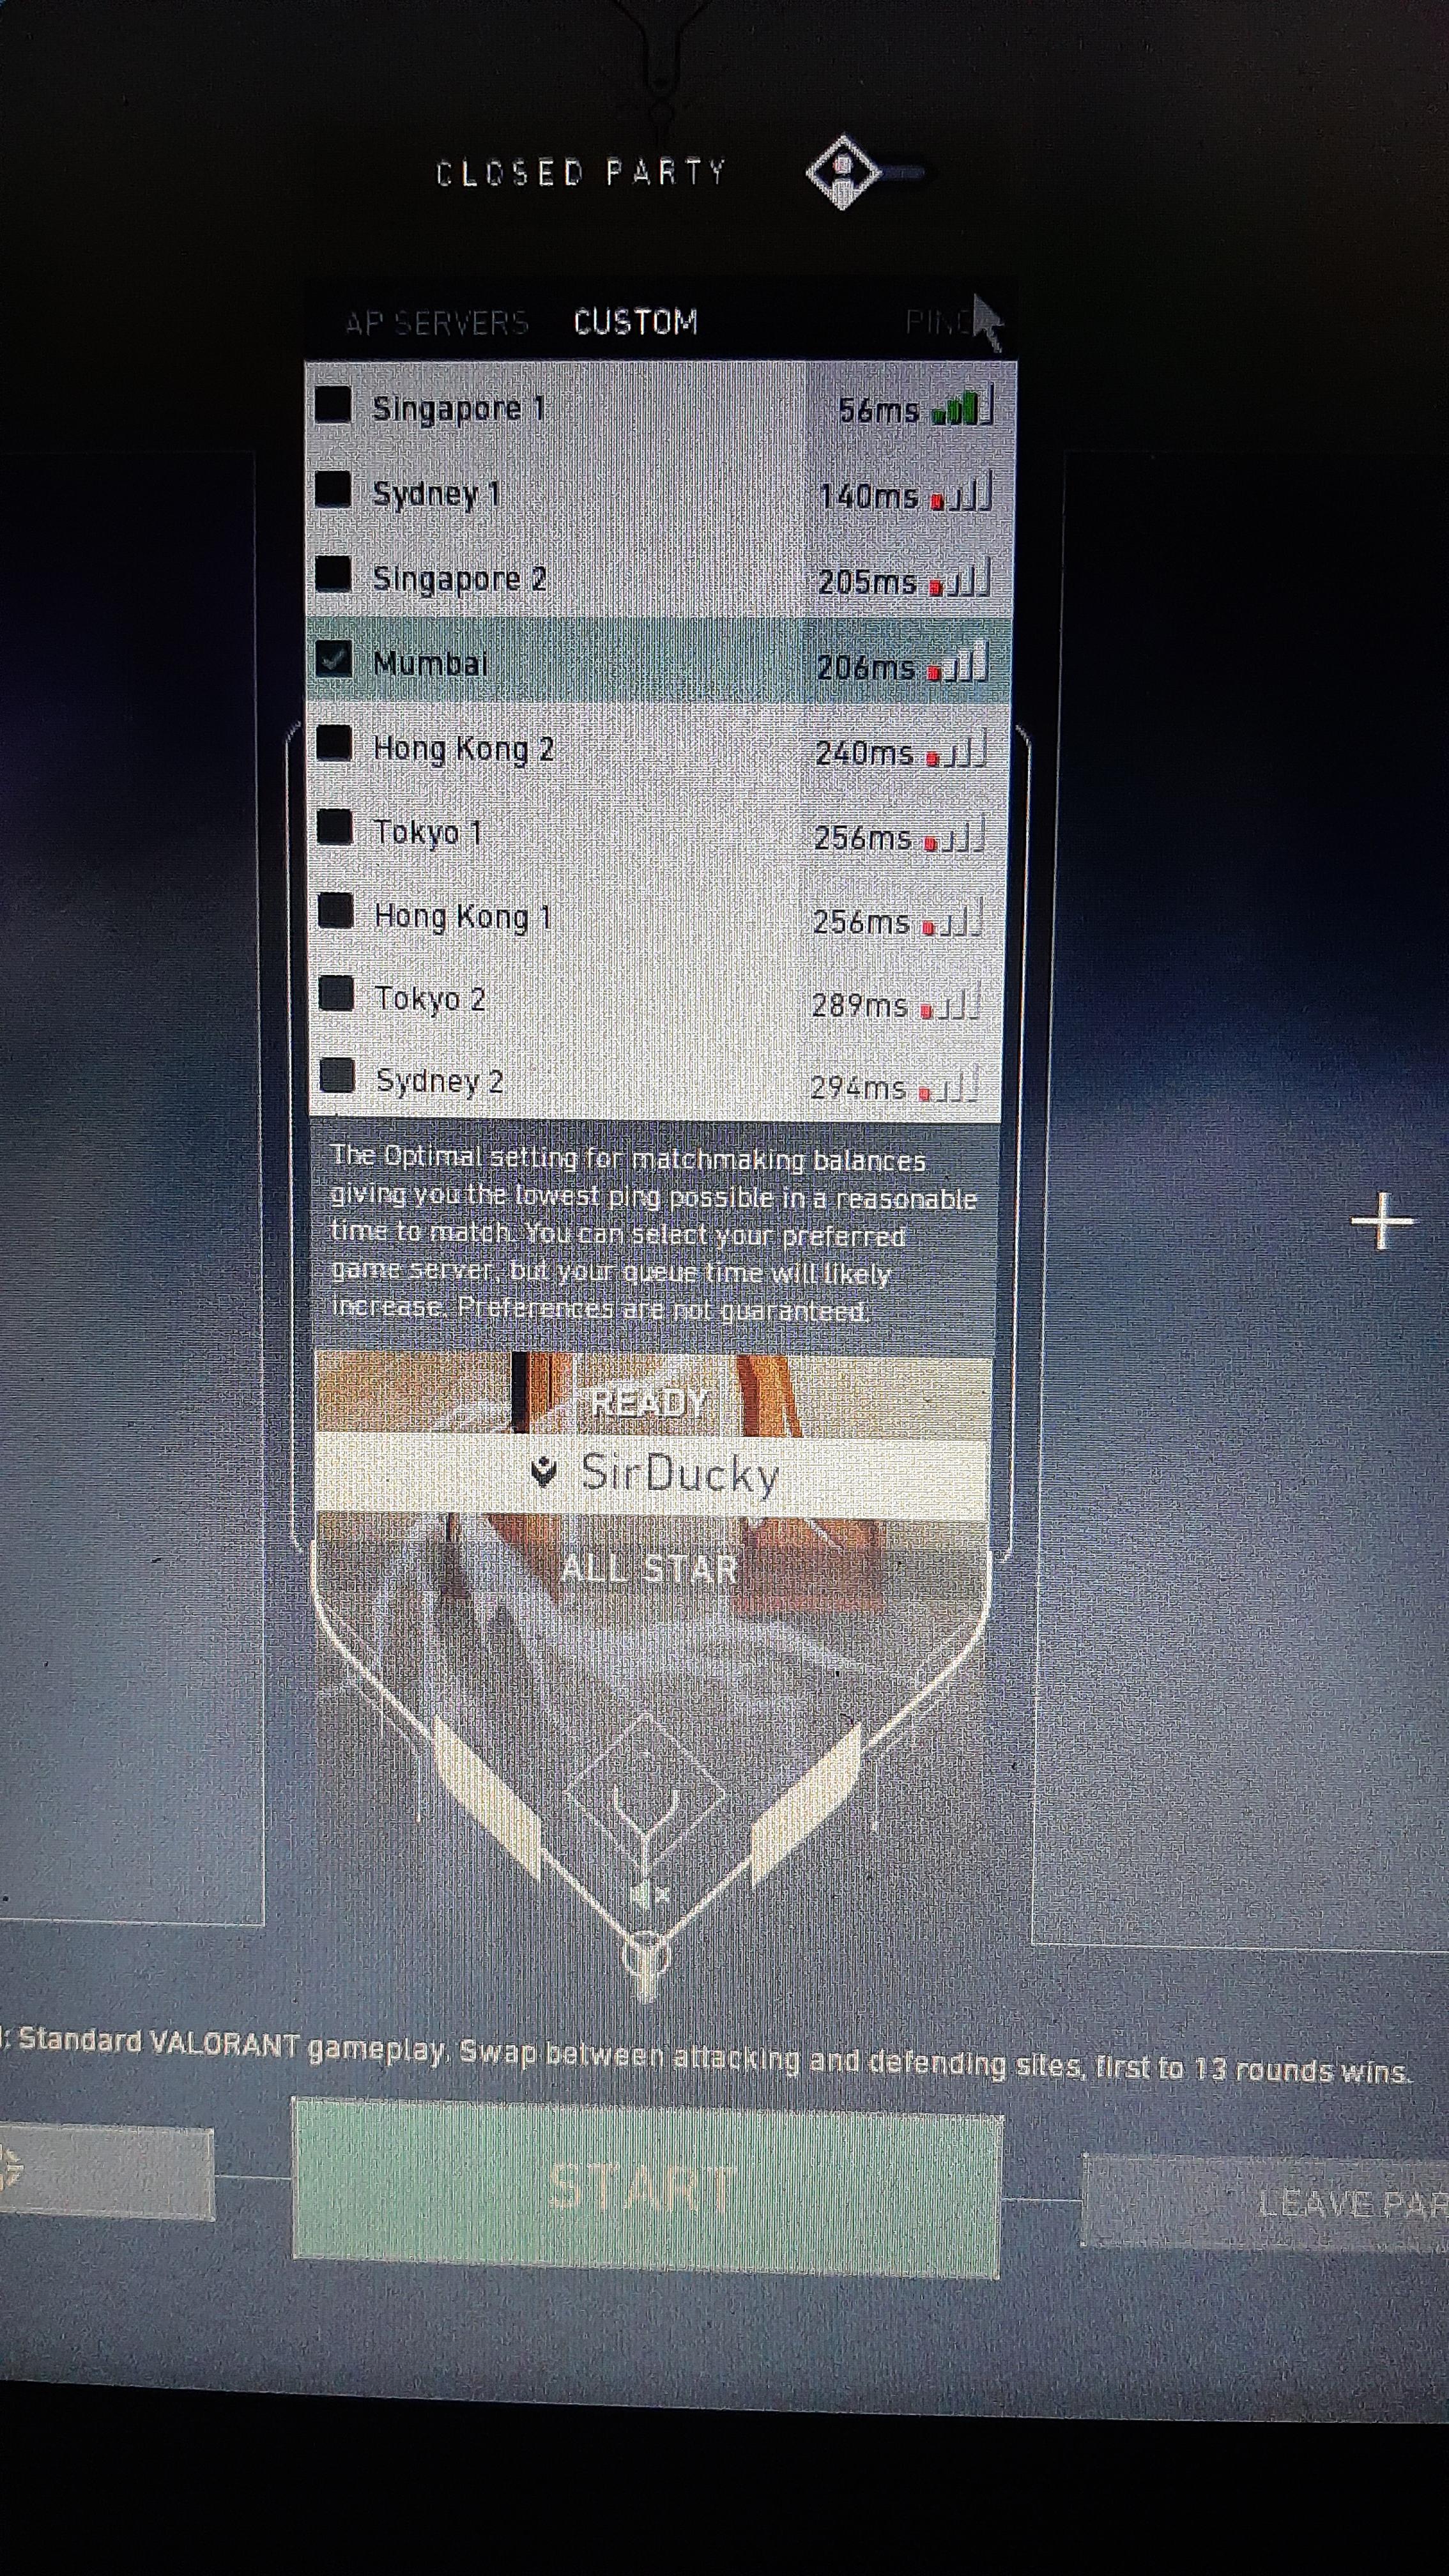 CLOSED PARTY
AP SERVERS CUSTOM PING
Singapore 1 56ms
Sydney 1 140ms
Singapore 2 205ms
Mumbai 206ms
Hong Kong 2 240ms
Tokyo 1 256ms
Hong Kong 1 256ms
Tokyo 2 289ms
Sydney 2 294ms
The Optimal setting for matchmaking balances
giving you the lowest ping possible in a reasonable
time to match. You can select your preferred
game server, but your queue time will likely
increase. Preferences are not guaranteed.
READY
SirDucky
ALL STAR
: Standard VALORANT gameplay. Swap between attacking and defending sites, first to 13 rounds wins.
START
LEAVE PAR